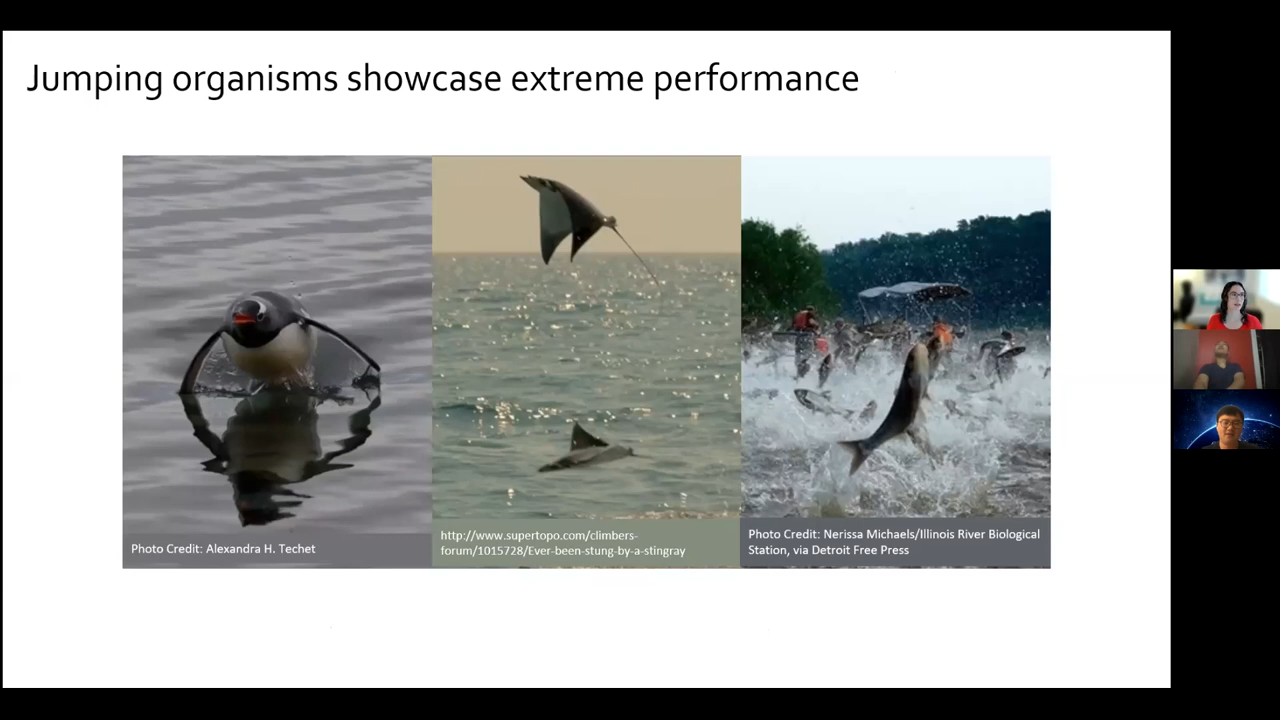 Jumping organisms showcase extreme performance
Photo Credit: Alexandra H. Techet
http://www.supertopo.com/climbers-
forum/1015728/Ever-been-stung-by-a-stingray
Photo Credit: Nerissa Michaels/Illinois River Biological
Station, via Detroit Free Press